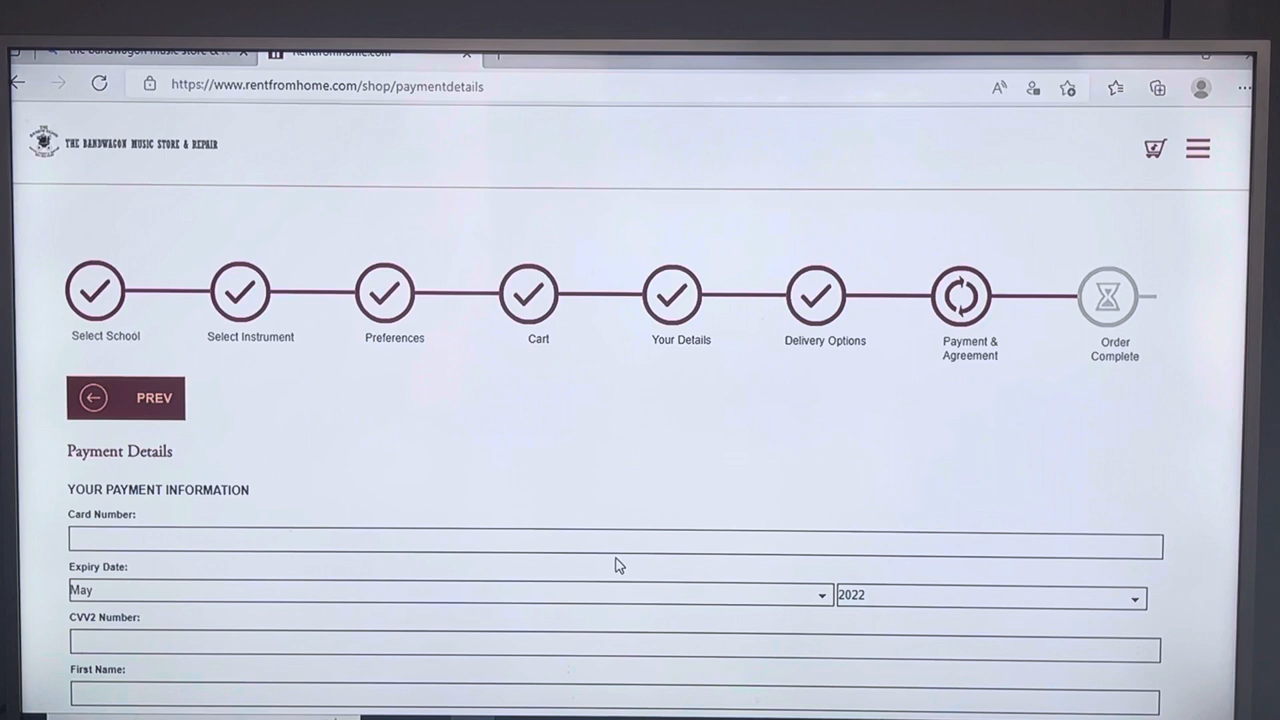 https://www.rentfromhome.com/shop/paymentdetails
THE BANDWAGON MUSIC STORE & REPAIR
Select School
Select Instrument
Preferences
Cart
Your Details
Delivery Options
Payment &
Agreement
Order
Complete
PREV
Payment Details
YOUR PAYMENT INFORMATION
Card Number:
Expiry Date:
May
2022
CVV2 Number:
First Name: